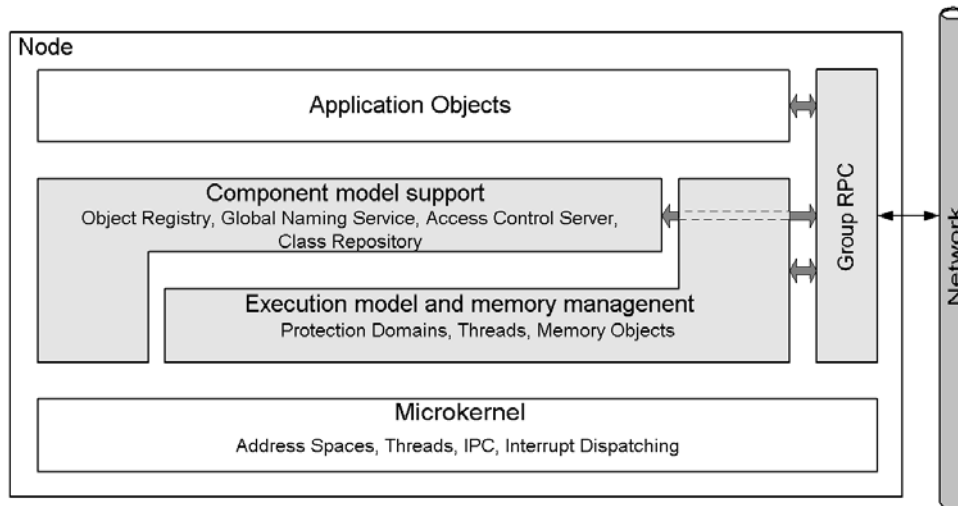 Node
Application Objects
Component model support
Object Registry, Global Naming Service, Access Control Server,
Class Repository
Execution model and memory managenent
Protection Domains, Threads, Memory Objects
Group RPC
Network
Microkernel
Address Spaces, Threads, IPC, Interrupt Dispatching